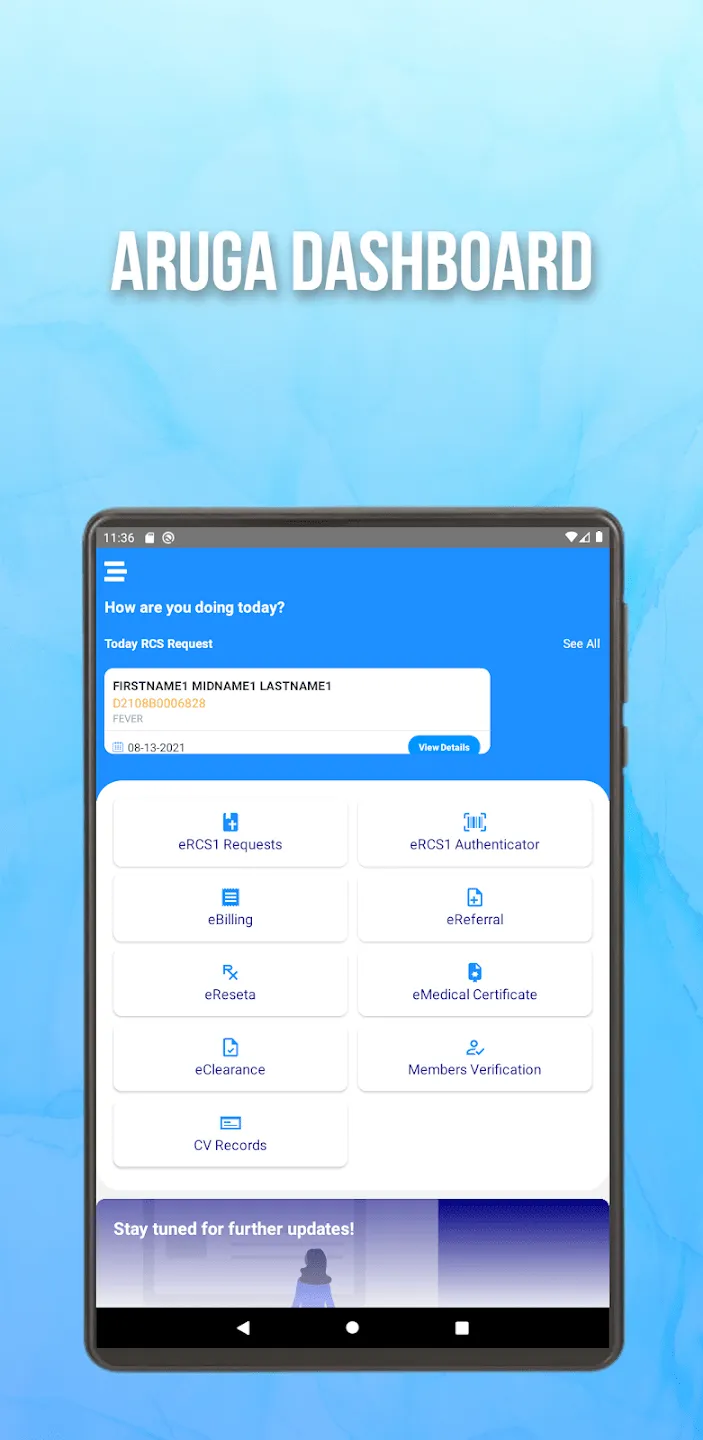 ARUGA DASHBOARD
11:36
How are you doing today?
Today RCS Request
See All
FIRSTNAME1 MIDNAME1 LASTNAME1
D2108B0006828
FEVER
08-13-2021
View Details
eRCS1 Requests
eRCS1 Authenticator
eBilling
eReferral
eReseta
eMedical Certificate
eClearance
Members Verification
CV Records
Stay tuned for further updates!